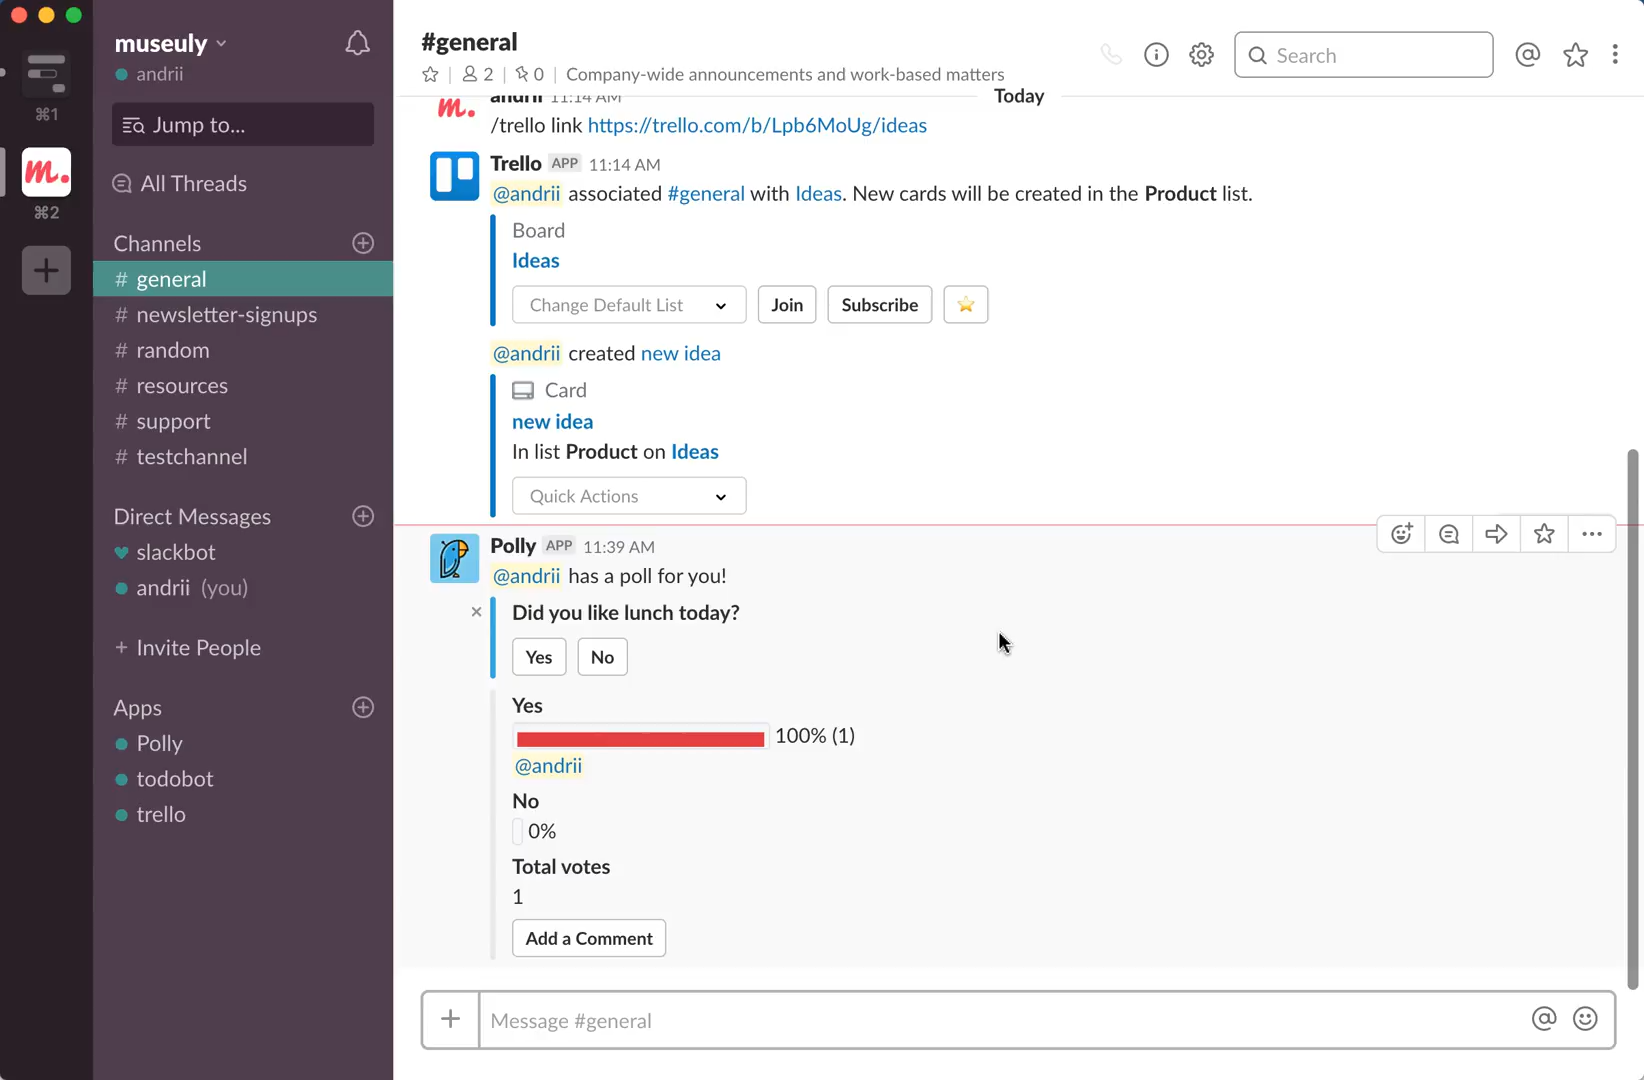 museuly
andrii
⌘1
Jump to...
m.
⌘2
All Threads
Channels
# general
# newsletter-signups
# random
# resources
# support
# testchannel
Direct Messages
slackbot
andrii (you)
+ Invite People
Apps
Polly
todobot
trello
#general
2 | 0 | Company-wide announcements and work-based matters
Search
Today
m.
andrii 11:14 AM
/trello link https://trello.com/b/Lpb6MoUg/ideas
Trello APP 11:14 AM
@andrii associated #general with Ideas. New cards will be created in the Product list.
Board
Ideas
Change Default List Join Subscribe
@andrii created new idea
Card
new idea
In list Product on Ideas
Quick Actions
Polly APP 11:39 AM
@andrii has a poll for you!
Did you like lunch today?
Yes No
Yes
100% (1)
@andrii
No
0%
Total votes
1
Add a Comment
Message #general